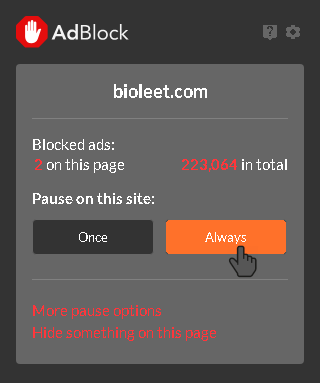 AdBlock
bioleet.com
Blocked ads:
2 on this page 223.064 in total
Pause on this site:
Once Always
More pause options
Hide something on this page